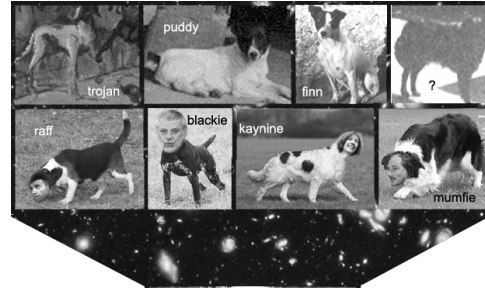 trojan
puddy
finn
?
raff
blackie
kaynine
mumfie